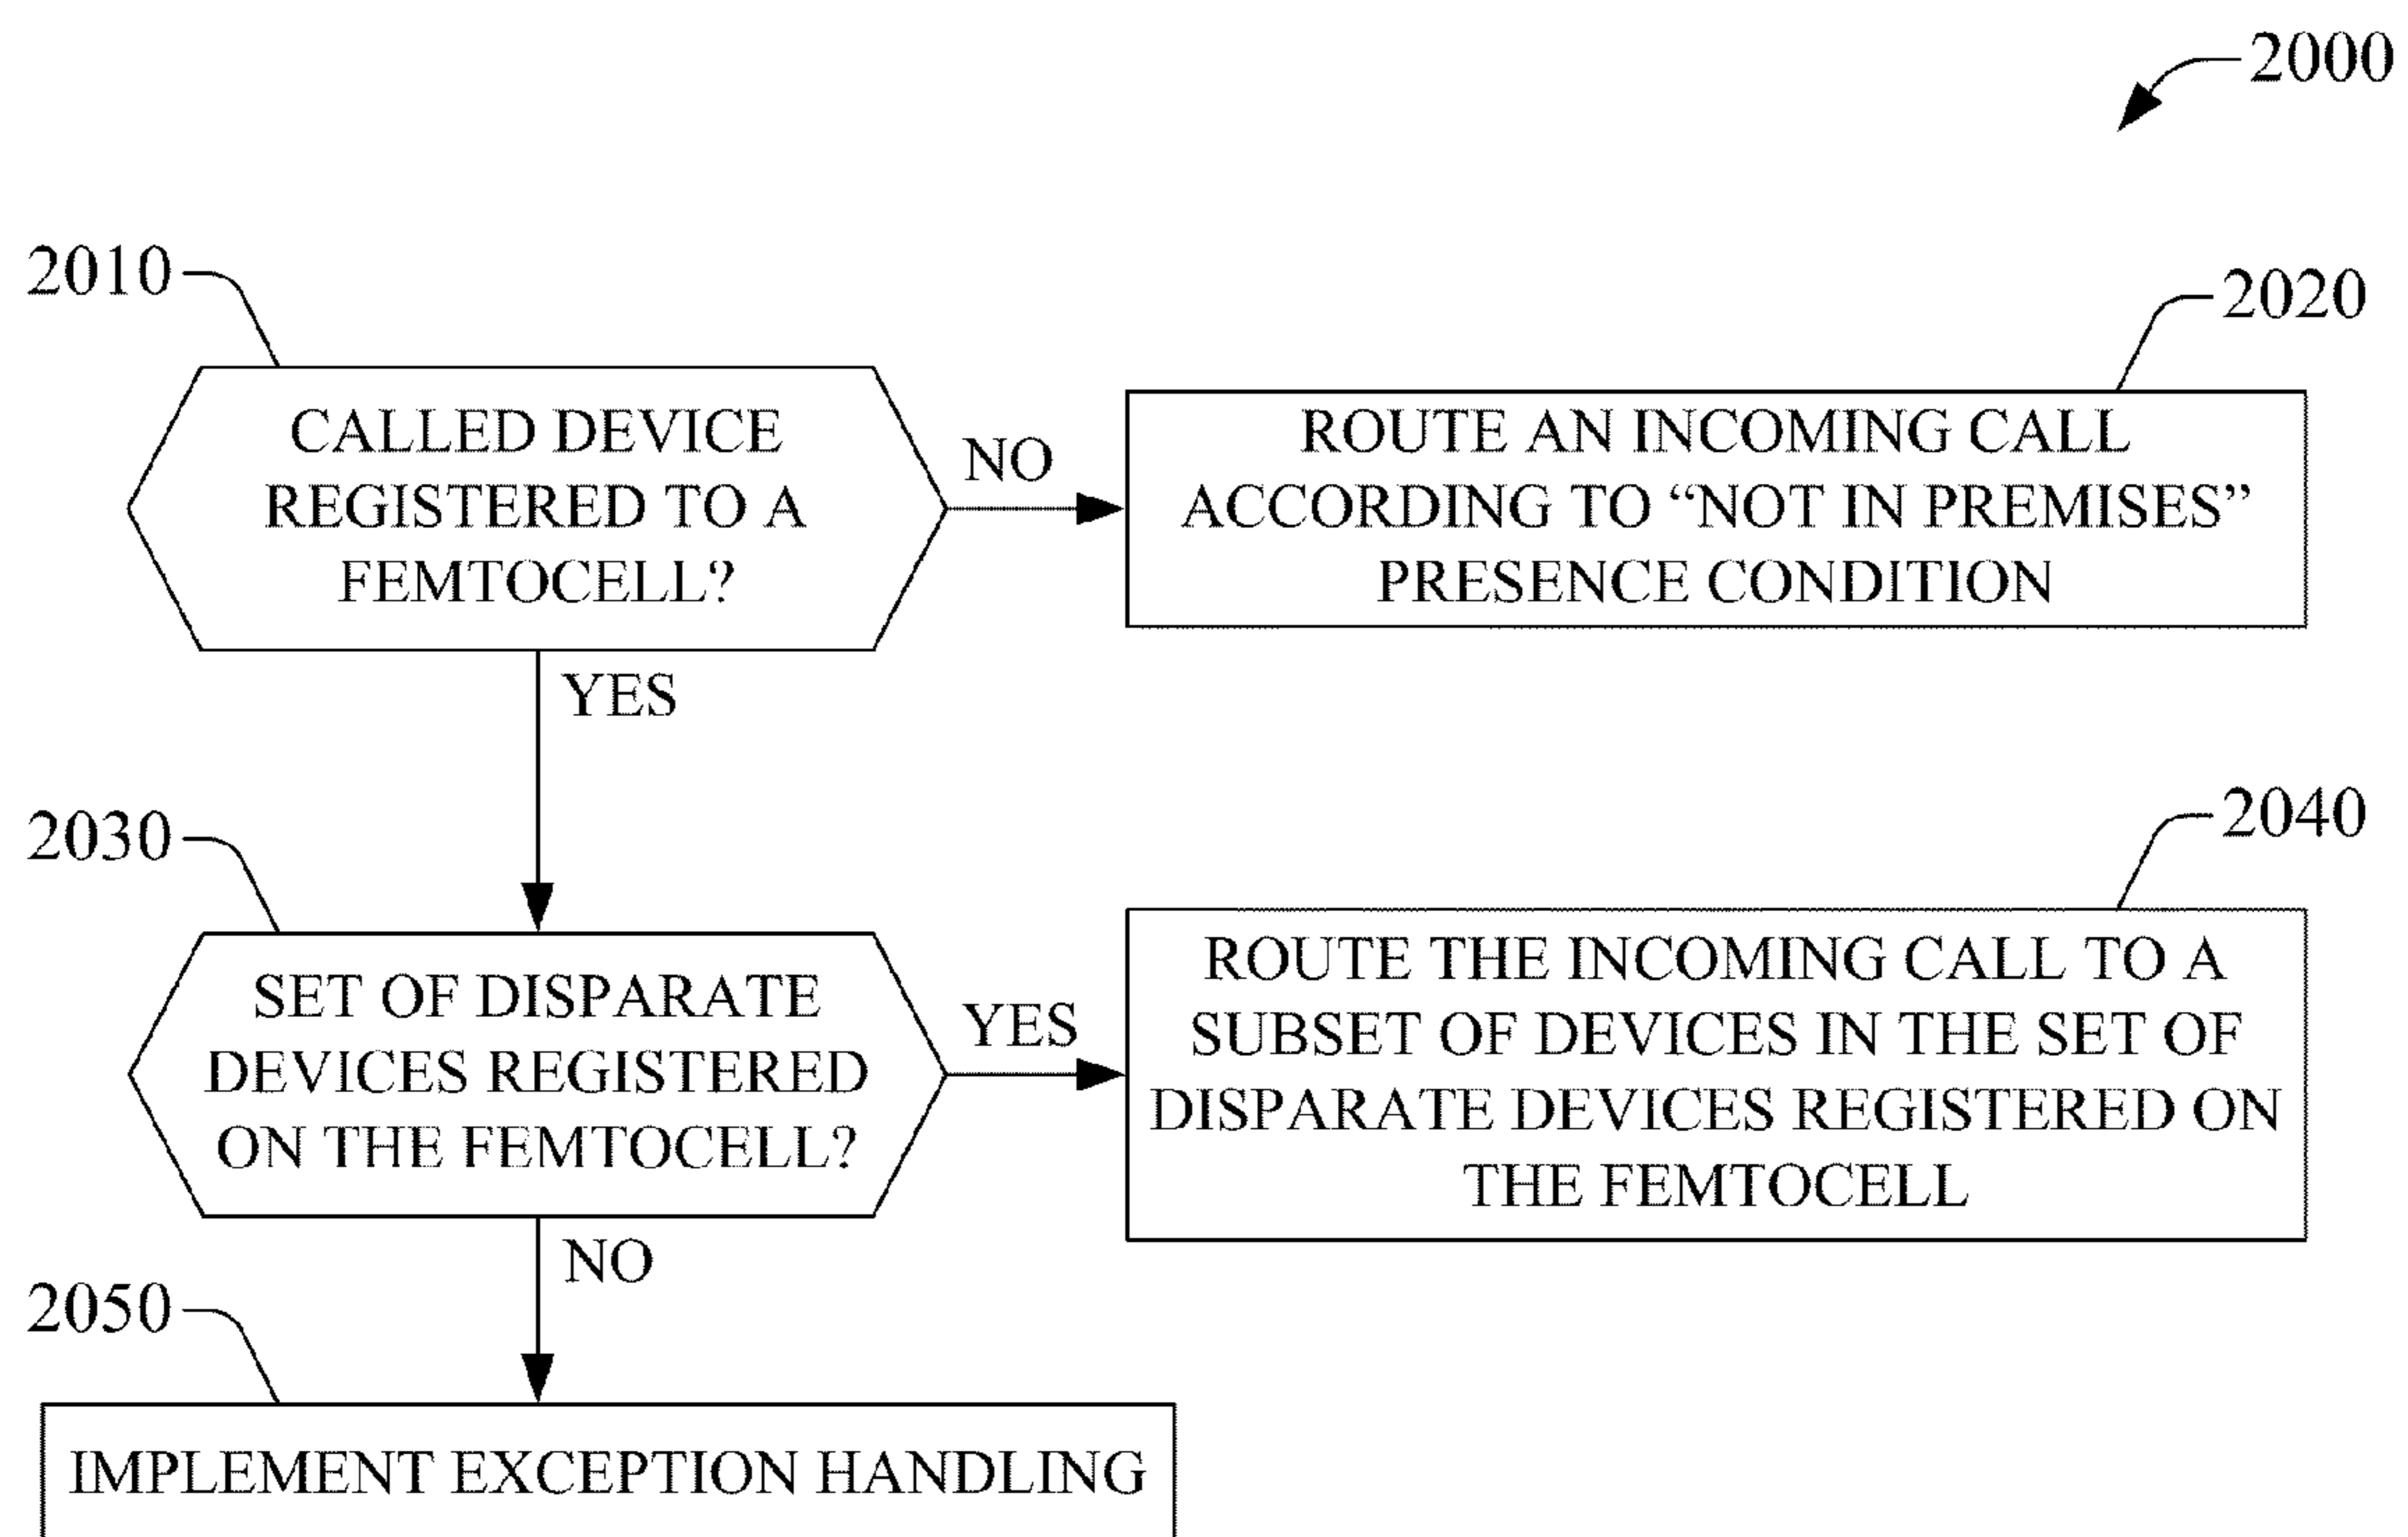 2000
2010
2020
CALLED DEVICE
REGISTERED TO A
FEMTOCELL?
NO
ROUTE AN INCOMING CALL
ACCORDING TO “NOT IN PREMISES”
PRESENCE CONDITION
YES
2030
2040
SET OF DISPARATE
DEVICES REGISTERED
ON THE FEMTOCELL?
YES
ROUTE THE INCOMING CALL TO A
SUBSET OF DEVICES IN THE SET OF
DISPARATE DEVICES REGISTERED ON
THE FEMTOCELL
NO
2050
IMPLEMENT EXCEPTION HANDLING